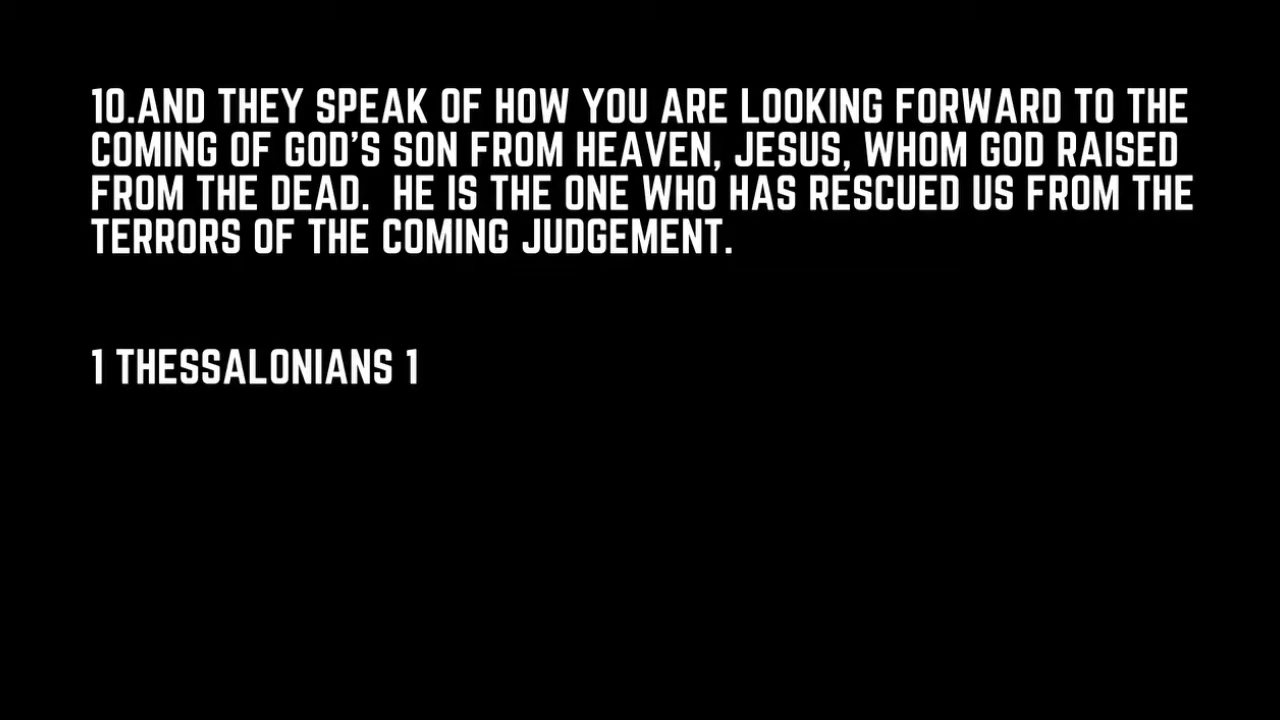 10.AND THEY SPEAK OF HOW YOU ARE LOOKING FORWARD TO THE
COMING OF GOD'S SON FROM HEAVEN, JESUS, WHOM GOD RAISED
FROM THE DEAD.  HE IS THE ONE WHO HAS RESCUED US FROM THE
TERRORS OF THE COMING JUDGEMENT.
1 THESSALONIANS 1